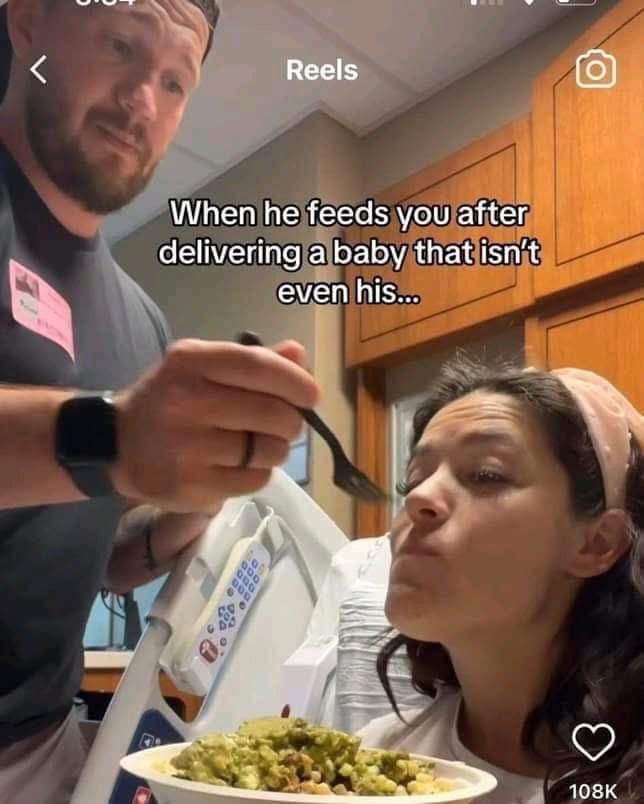 Reels
When he feeds you after
delivering a baby that isn't
even his...
108K